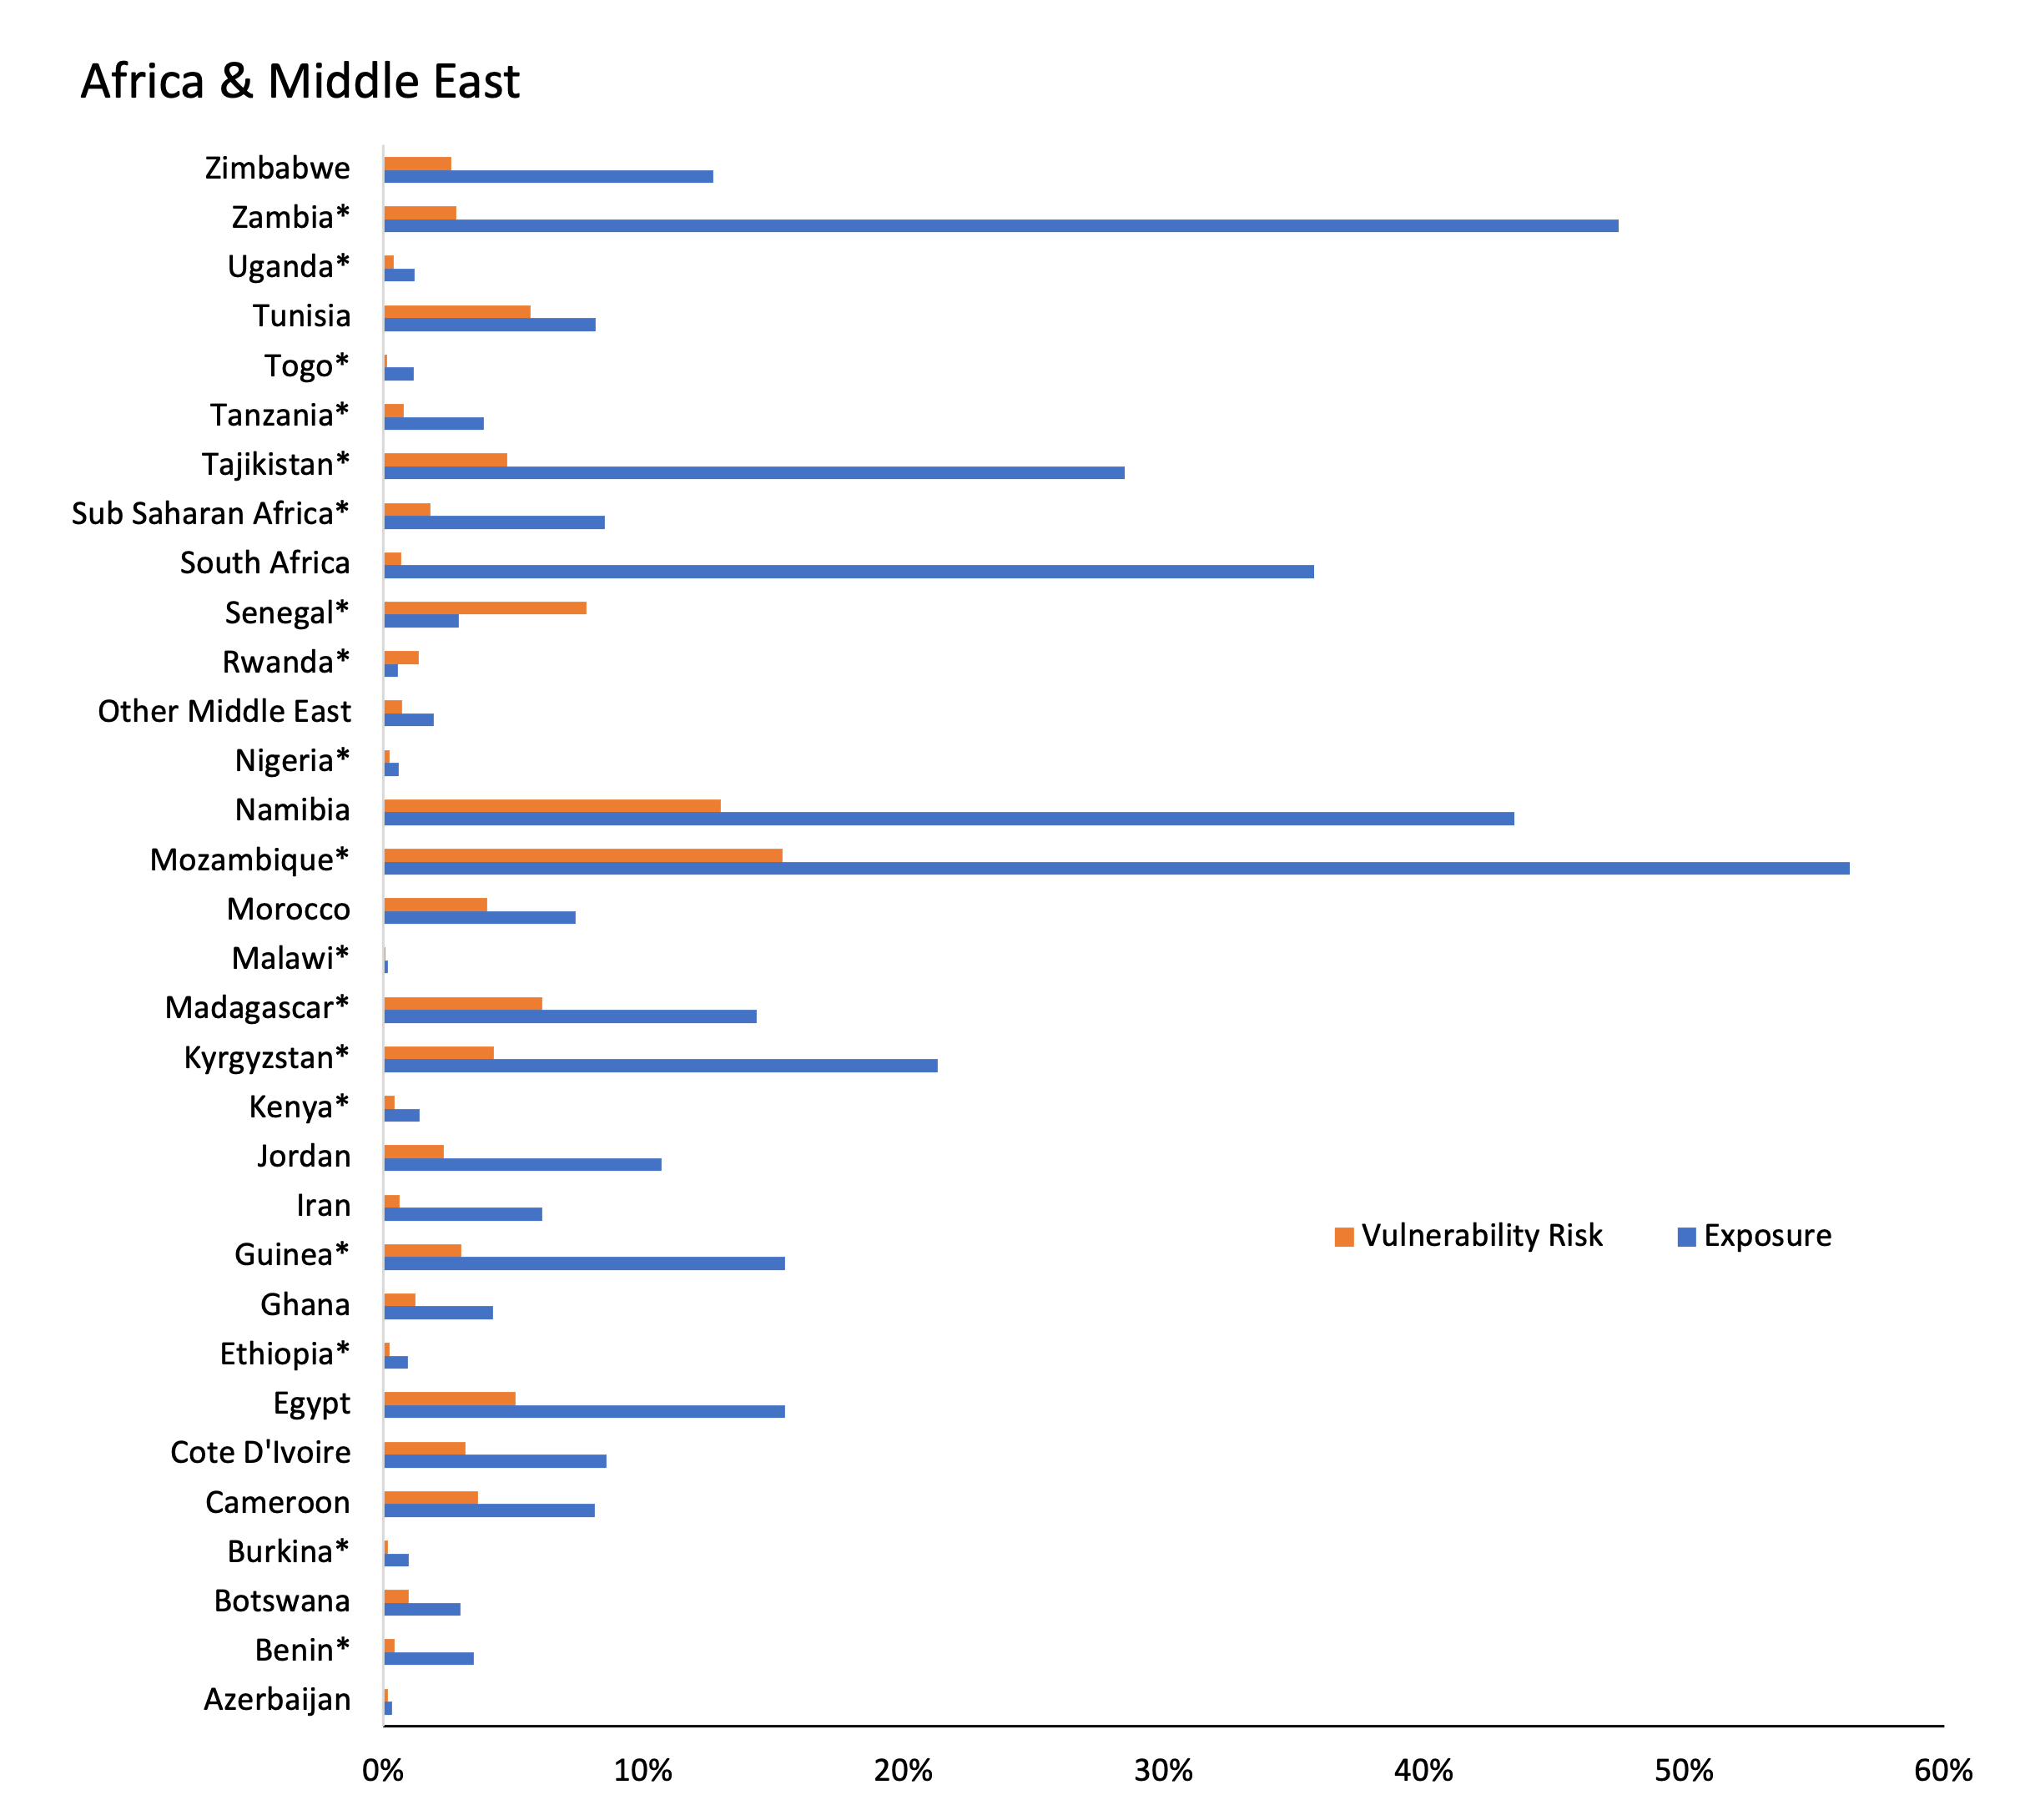 Africa & Middle East
Zimbabwe
Zambia*
Uganda*
Tunisia
Togo*
Tanzania*
Tajikistan*
Sub Saharan Africa*
South Africa
Senegal*
Rwanda*
Other Middle East
Nigeria*
Namibia
Mozambique*
Morocco
Malawi*
Madagascar*
Kyrgyzstan*
Kenya*
Jordan
Iran
Vulnerability Risk Exposure
Guinea*
Ghana
Ethiopia*
Egypt
Cote D'Ivoire
Cameroon
Burkina*
Botswana
Benin*
Azerbaijan
0% 10% 20% 30% 40% 50% 60%